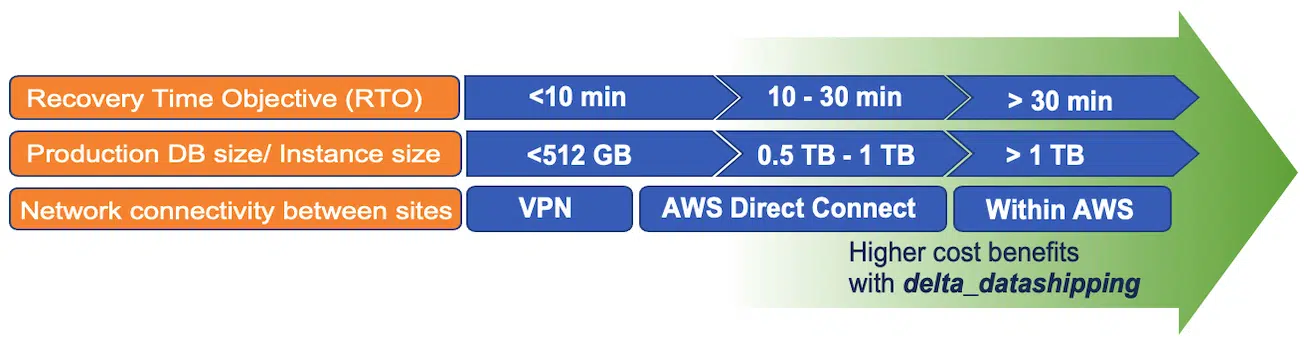 Recovery Time Objective (RTO) <10 min 10 - 30 min > 30 min
Production DB size/ Instance size <512 GB 0.5 TB - 1 TB > 1 TB
Network connectivity between sites VPN AWS Direct Connect Within AWS
Higher cost benefits
with delta_datashipping